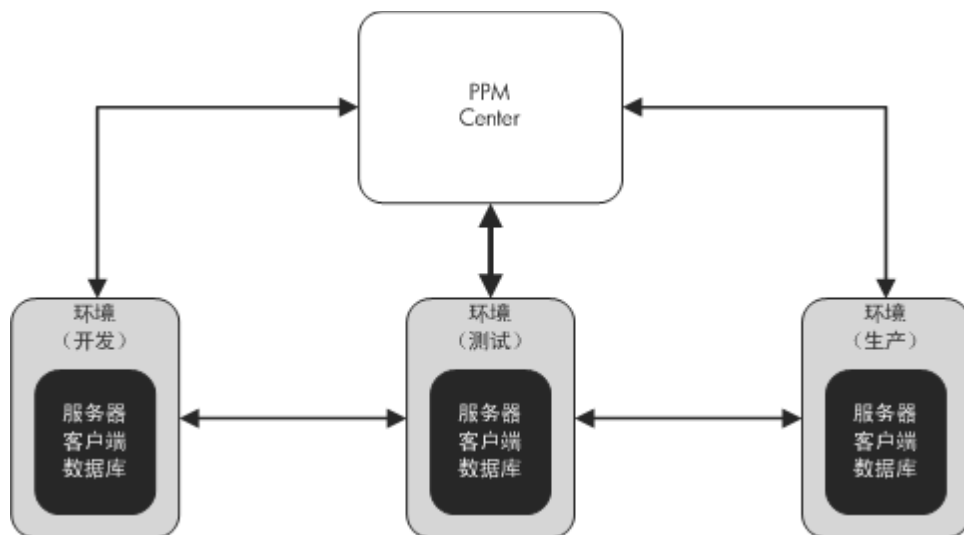 PPM
Center
环境
（开发）
服务器
客户端
数据库
环境
（测试）
服务器
客户端
数据库
环境
（生产）
服务器
客户端
数据库